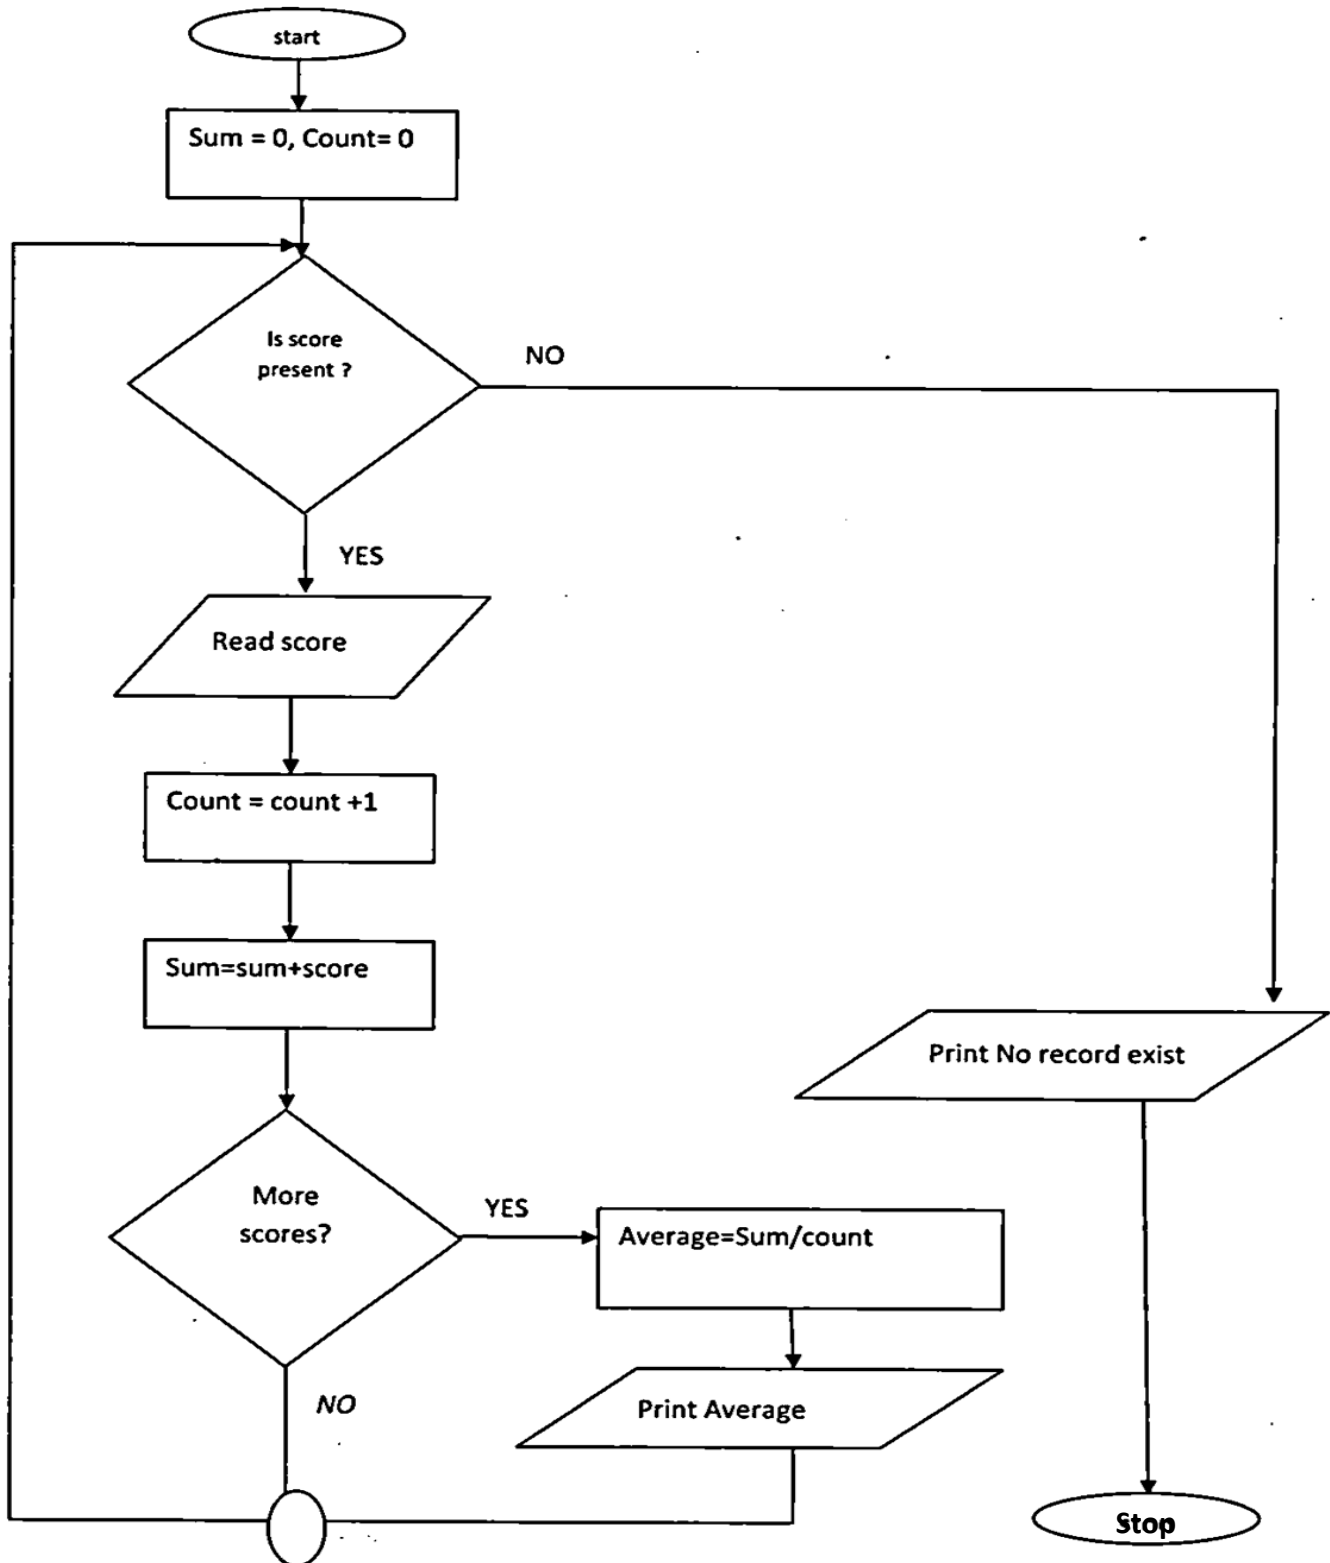 start
Sum = 0, Count= 0
Is score
present ?
NO
YES
Read score
Count = count +1
Sum=sum+score
Print No record exist
More
scores?
YES
Average=Sum/count
NO
Print Average
Stop